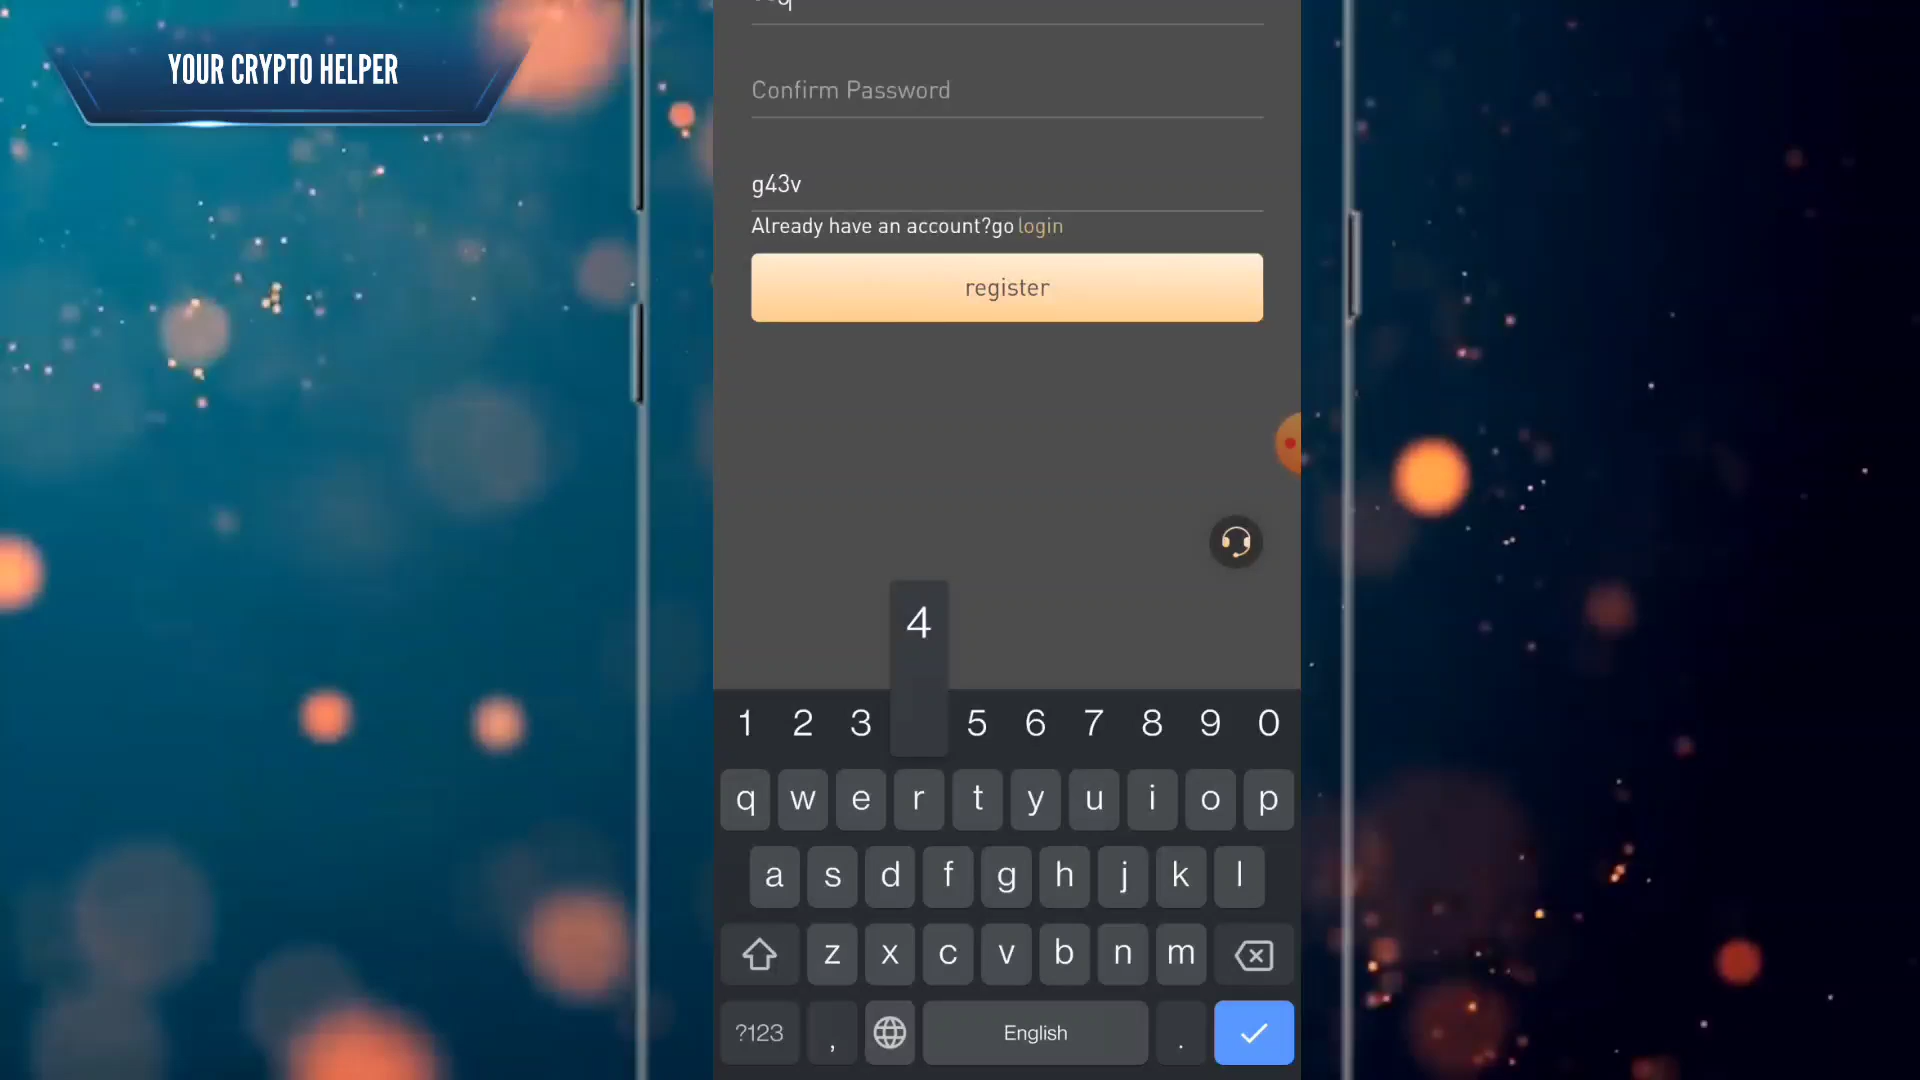 YOUR CRYPTO HELPER
Confirm Password
g43v
Already have an account?go login
register
4
1 2 3 5 6 7 8 9 0
q w e r t y u i o p
a s d f g h j k l
z x c v b n m
?123 , English .